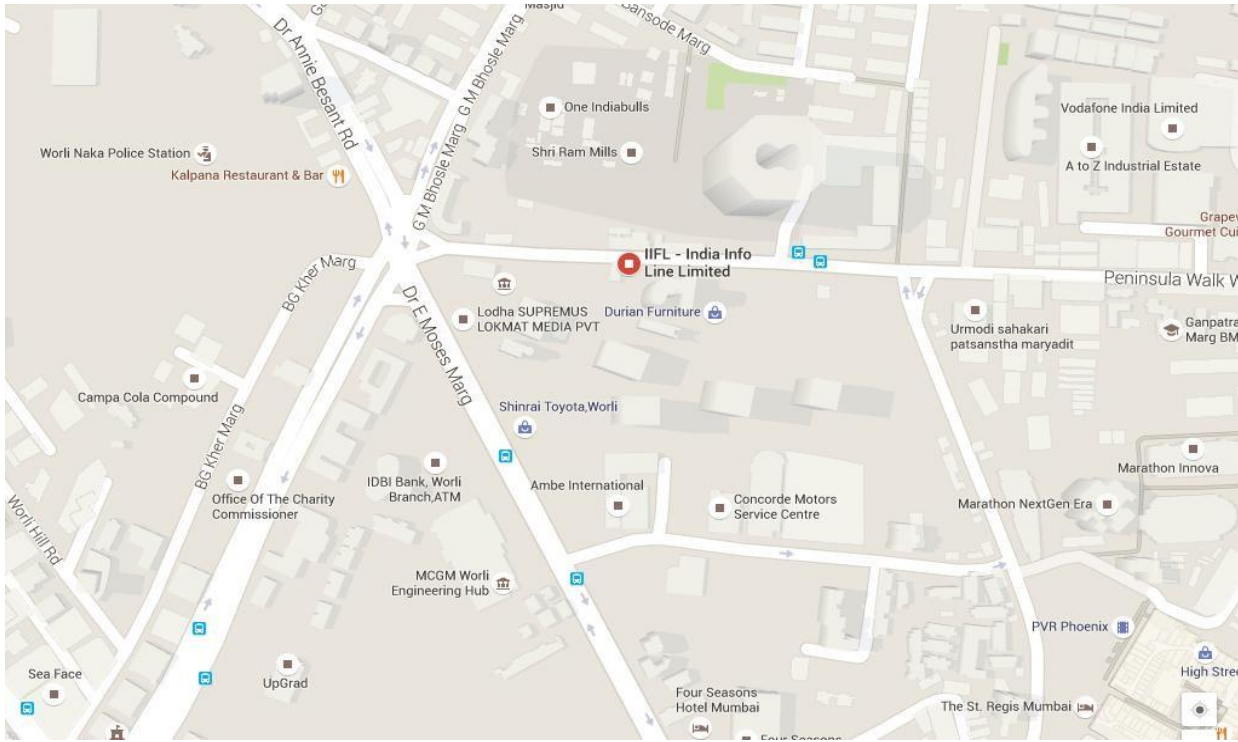 Masjid
Bansode Marg
Dr Annie Besant Rd
G M Bhosle Marg
G M Bhosle Marg
G M Bhosle Marg
One Indiabulls
Vodafone India Limited
Worli Naka Police Station
Shri Ram Mills
A to Z Industrial Estate
Kalpana Restaurant & Bar
Grapev
Gourmet Cui
IIFL - India Info
Line Limited
BG Kher Marg
Peninsula Walk W
Dr E Moses Marg
Lodha SUPREMUS
LOKMAT MEDIA PVT
Durian Furniture
Urmodi sahakari
patsanstha maryadit
Ganpatra
Marg BM
Campa Cola Compound
Shinrai Toyota,Worli
BG Kher Marg
Marathon Innova
IDBI Bank, Worli
Branch,ATM
Ambe International
Office Of The Charity
Commissioner
Concorde Motors
Service Centre
Marathon NextGen Era
Worli Hill Rd
MCGM Worli
Engineering Hub
PVR Phoenix
Sea Face
UpGrad
High Stree
Four Seasons
Hotel Mumbai
The St. Regis Mumbai
Four Seasons